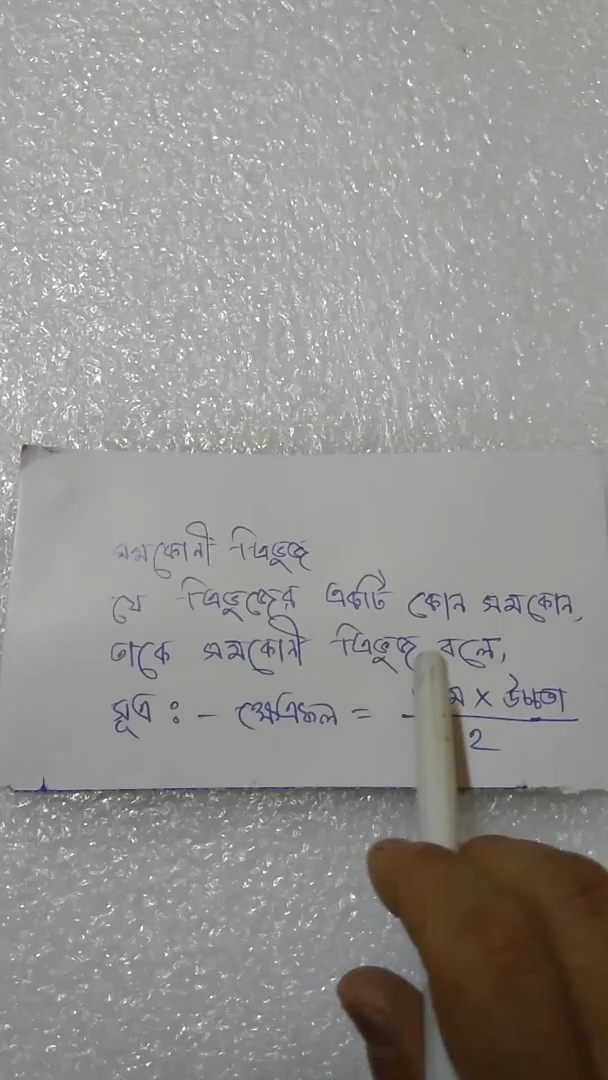 সমকোনী ত্রিভুজ
যে ত্রিভুজের একটি কোন সমকোন,
তাকে সমকোনী ত্রিভুজ বলে,
সূত্র ঃ - ক্ষেত্রফল = × উচ্চতা
2